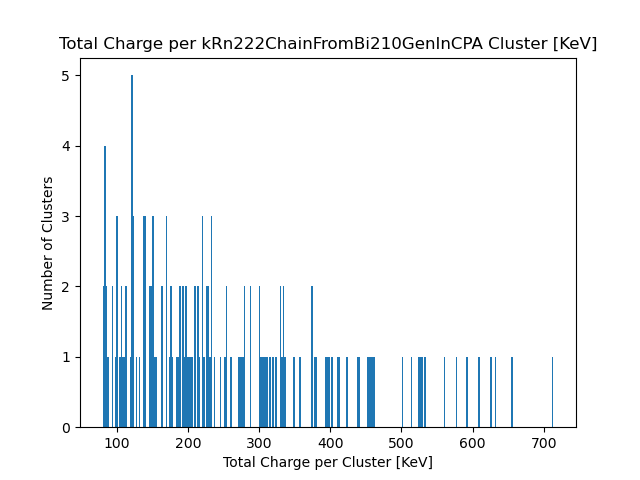 Total Charge per kRn222ChainFromBi210GenInCPA Cluster [KeV]
Number of Clusters
5
4
3
2
1
0
100 200 300 400 500 600 700
Total Charge per Cluster [KeV]